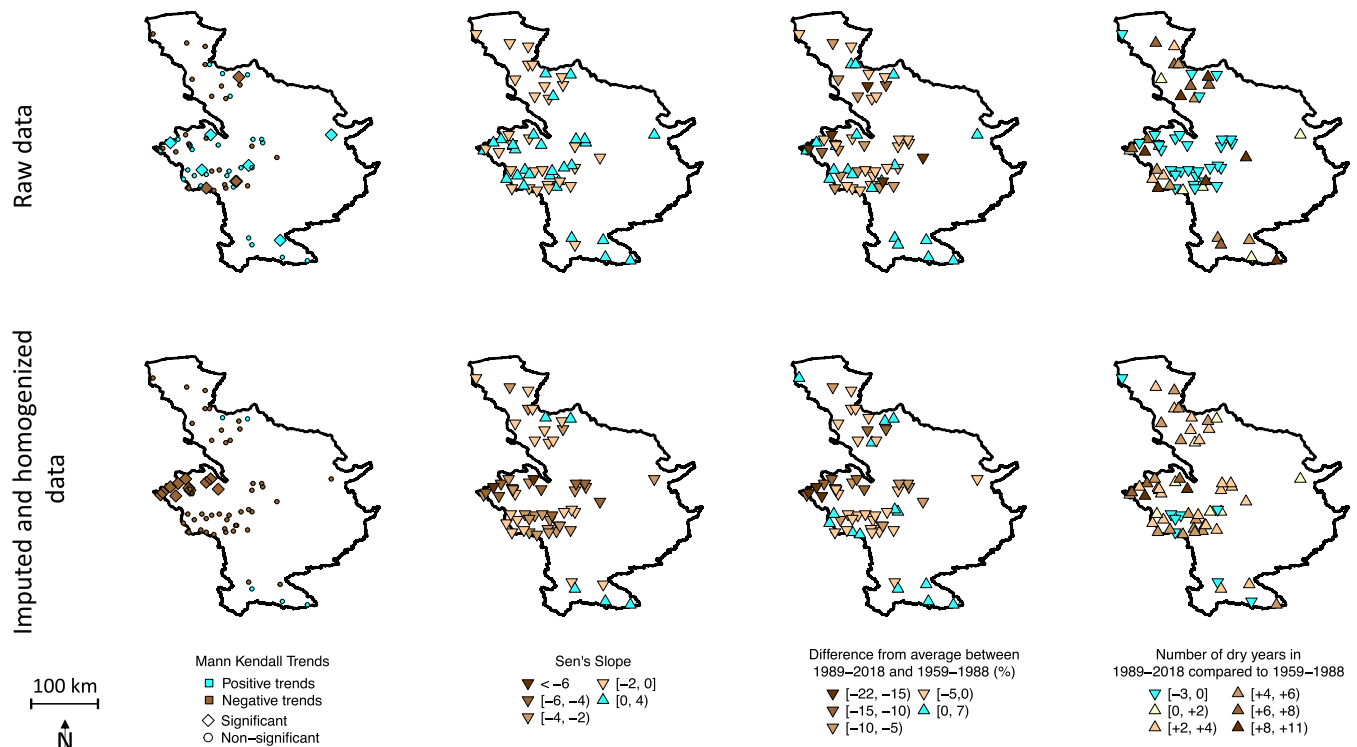 Raw data
Imputed and homogenized
data
100 km
N
Mann Kendall Trends
Positive trends
Negative trends
Significant
Non−significant
Sen's Slope
< −6
[−6, −4)
[−4, −2)
[−2, 0]
[0, 4)
Difference from average between
1989−2018 and 1959−1988 (%)
[−22, −15)
[−15, −10)
[−10, −5)
[−5,0)
[0, 7)
Number of dry years in
1989−2018 compared to 1959−1988
[−3, 0]
[0, +2)
[+2, +4)
[+4, +6)
[+6, +8)
[+8, +11)